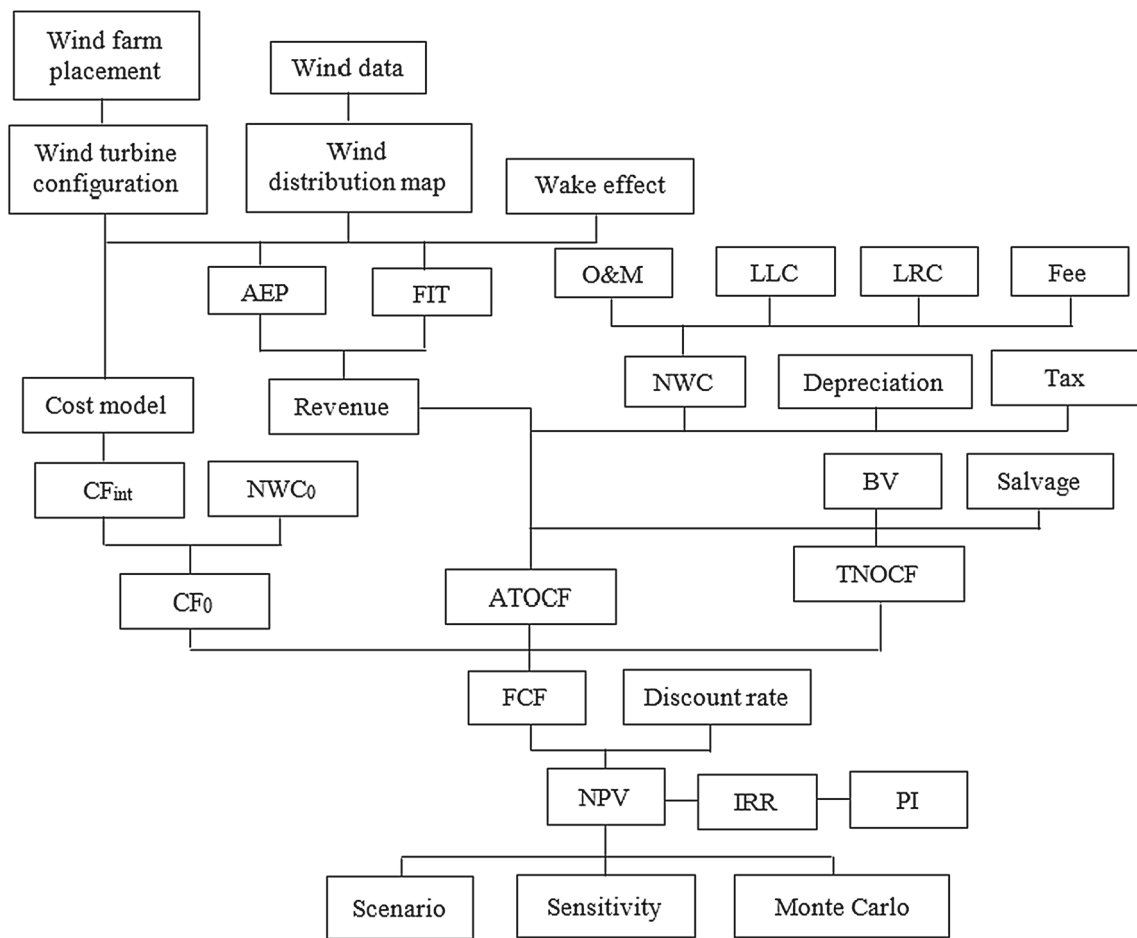 Wind farm
placement
Wind data
Wind turbine
configuration
Wind
distribution map
Wake effect
AEP
FIT
O&M
LLC
LRC
Fee
Cost model
Revenue
NWC
Depreciation
Tax
CFint
NWC0
BV
Salvage
CF0
ATOCF
TNOCF
FCF
Discount rate
NPV
IRR
PI
Scenario
Sensitivity
Monte Carlo